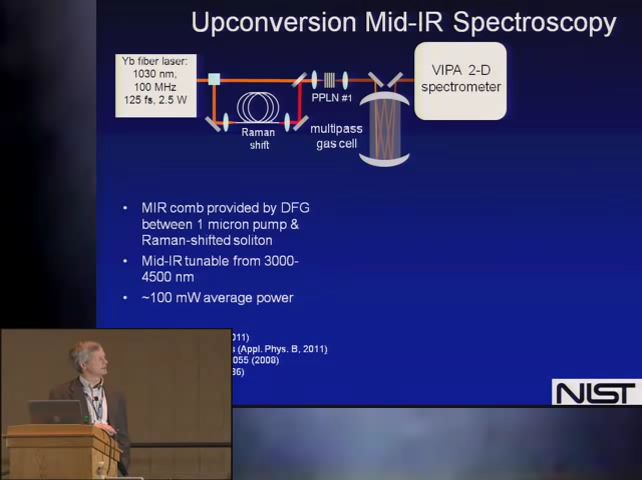 Upconversion Mid-IR Spectroscopy
Yb fiber laser:
1030 nm,
100 MHz
125 fs, 2.5 W
PPLN #1
VIPA 2-D
spectrometer
Raman
shift
multipass
gas cell
• MIR comb provided by DFG
between 1 micron pump &
Raman-shifted soliton
• Mid-IR tunable from 3000-
4500 nm
• ~100 mW average power
011)
s (Appl. Phys. B, 2011)
055 (2008)
36)
NIST